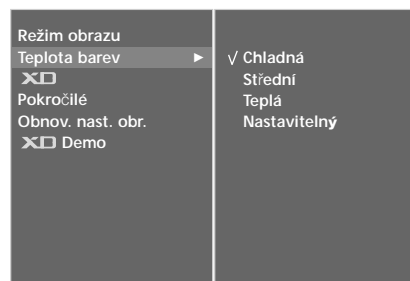 Režim obrazu
Teplota barev ►
XD
Pokročilé
Obnov. nast. obr.
XD Demo
√ Chladná
Střední
Teplá
Nastavitelný